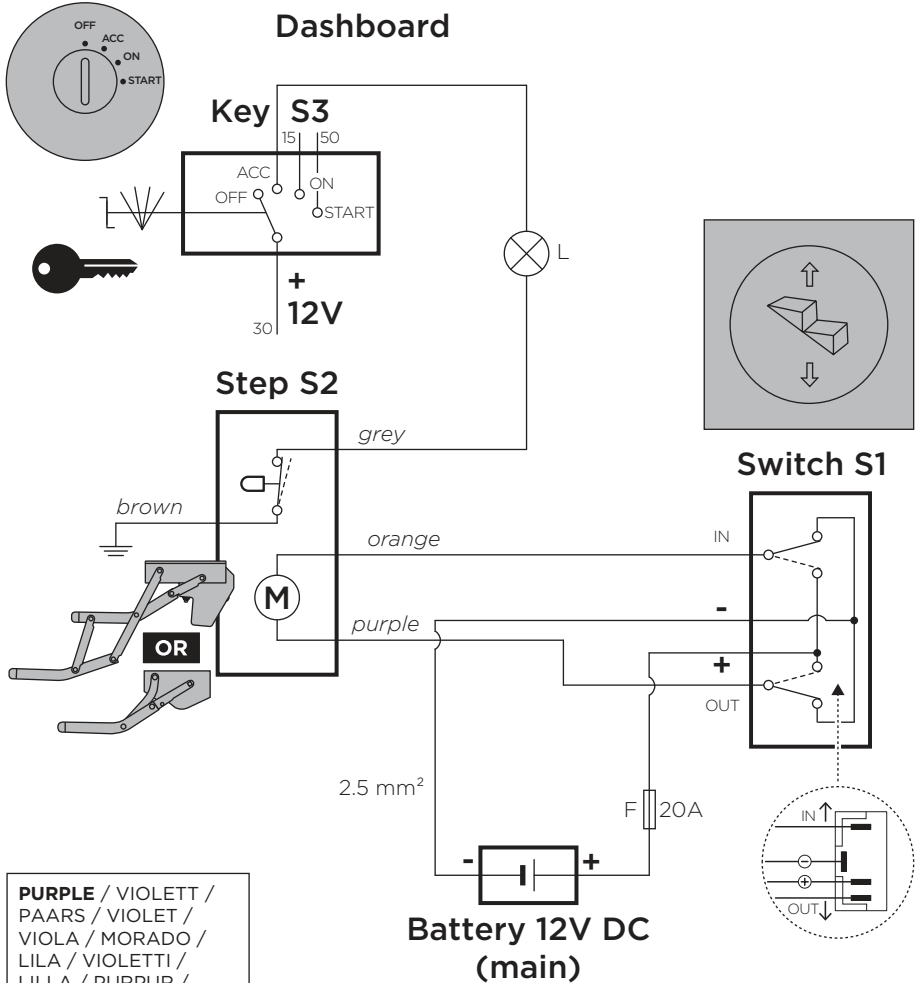 Dashboard
OFF
ACC
ON
START
Key S3
15
50
ACC
ON
OFF
START
+
12V
30
L
Step S2
grey
brown
orange
IN
Switch S1
M
purple
-
+
OUT
OR
2.5 mm²
F
20A
IN
-
+
OUT
-
+
Battery 12V DC
(main)
PURPLE / VIOLETT /
PAARS / VIOLET /
VIOLA / MORADO /
LILA / VIOLETTI /
LILLA / PURPUR /